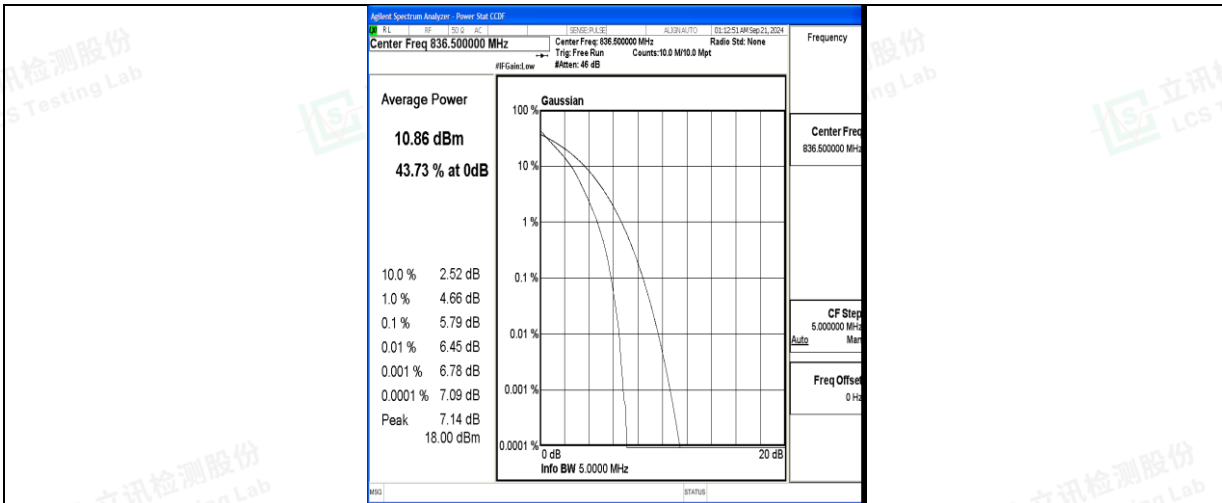 Agilent Spectrum Analyzer - Power Stat CCDF
RL RF 50 Ω AC SENSE:PULSE ALIGN AUTO 01:12:51 AM Sep 21, 2024
Center Freq 836.500000 MHz
Center Freq: 836.500000 MHz Radio Std: None
Trig: Free Run Counts:10.0 M/10.0 Mpt
#IFGain:Low #Atten: 46 dB
Frequency
Average Power
10.86 dBm
43.73 % at 0dB
10.0 % 2.52 dB
1.0 % 4.66 dB
0.1 % 5.79 dB
0.01 % 6.45 dB
0.001 % 6.78 dB
0.0001 % 7.09 dB
Peak 7.14 dB
18.00 dBm
Gaussian
100 %
10 %
1 %
0.1 %
0.01 %
0.001 %
0.0001 %
0 dB 20 dB
Info BW 5.0000 MHz
Center Freq
836.500000 MHz
CF Step
5.000000 MHz
Auto Man
Freq Offset
0 Hz
MSG STATUS
讯检测股份
LCS Testing Lab
立讯检测股份